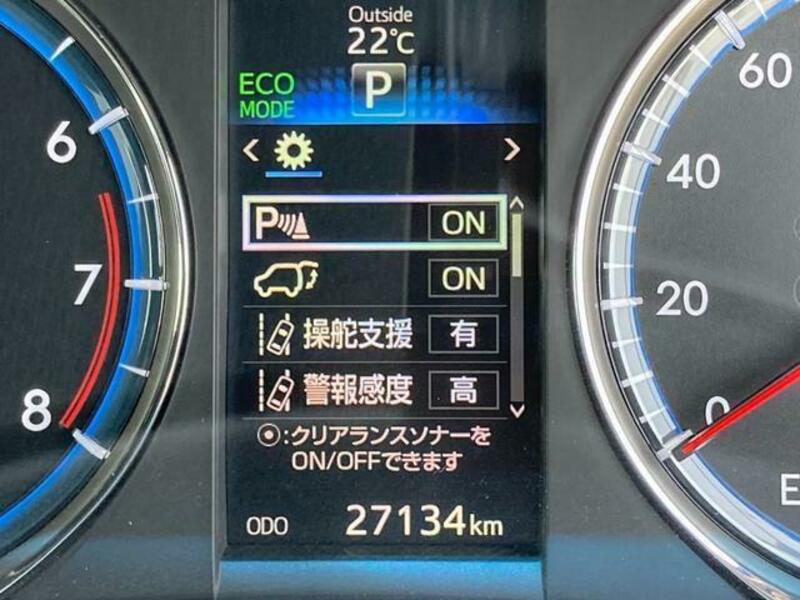 Outside
22℃
ECO
MODE
P
P ON
ON
操舵支援 有
警報感度 高
:クリアランスソナーを
ON/OFFできます
ODO 27134km
6
7
8
60
40
20
0
E